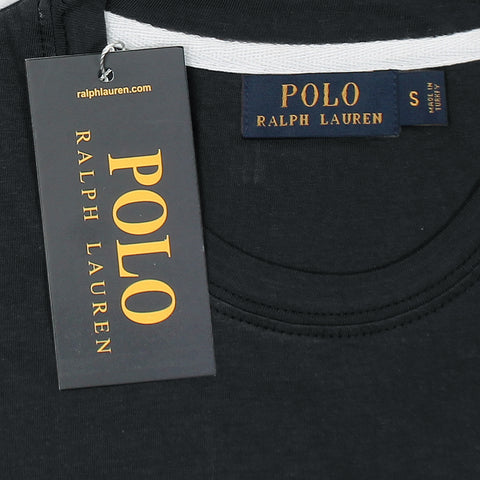 ralphlauren.com
POLO
RALPH LAUREN
POLO
RALPH LAUREN
S
MADE IN
TURKEY